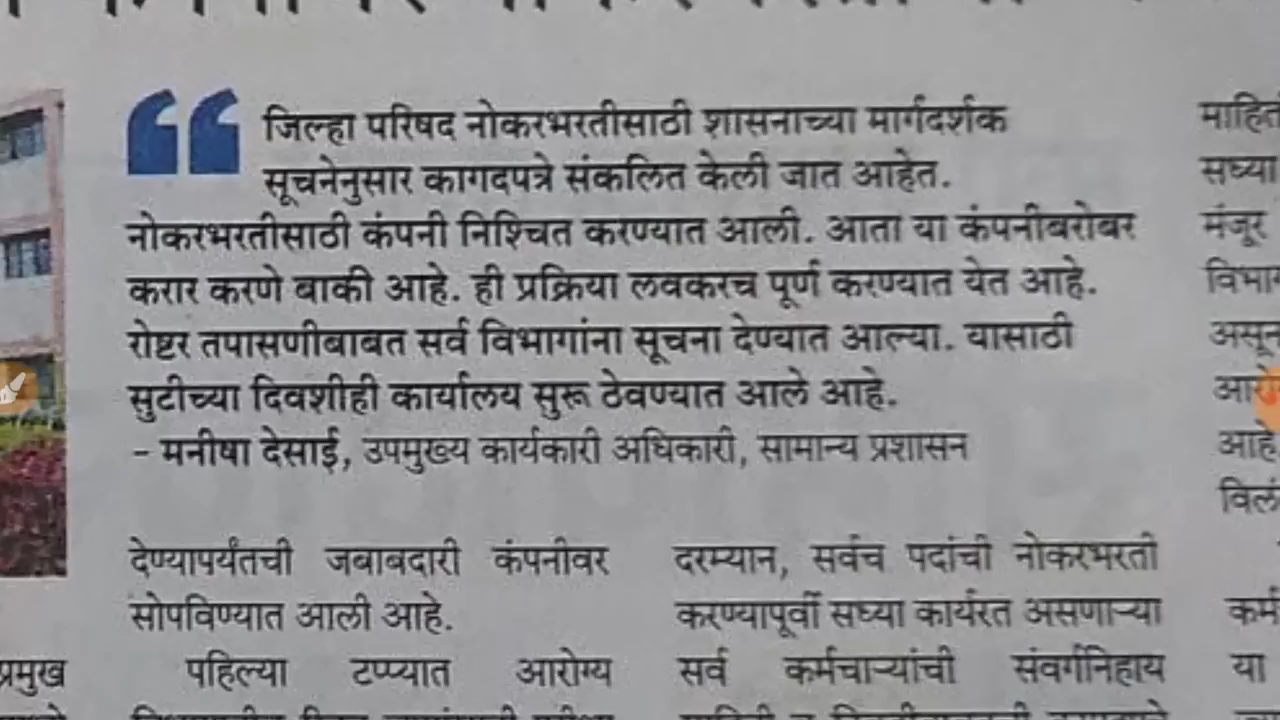 जिल्हा परिषद नोकरभरतीसाठी शासनाच्या मार्गदर्शक
सूचनेनुसार कागदपत्रे संकलित केली जात आहेत.
नोकरभरतीसाठी कंपनी निश्चित करण्यात आली. आता या कंपनीबरोबर
करार करणे बाकी आहे. ही प्रक्रिया लवकरच पूर्ण करण्यात येत आहे.
रोष्टर तपासणीबाबत सर्व विभागांना सूचना देण्यात आल्या. यासाठी
सुटीच्या दिवशीही कार्यालय सुरू ठेवण्यात आले आहे.
- मनीषा देसाई, उपमुख्य कार्यकारी अधिकारी, सामान्य प्रशासन
देण्यापर्यंतची जबाबदारी कंपनीवर
सोपविण्यात आली आहे.
पहिल्या टप्प्यात आरोग्य
दरम्यान, सर्वच पदांची नोकरभरती
करण्यापूर्वी सध्या कार्यरत असणाऱ्या
सर्व कर्मचाऱ्यांची संवर्गनिहाय
प्रमुख
सध्या
मंजूर
आहे
या